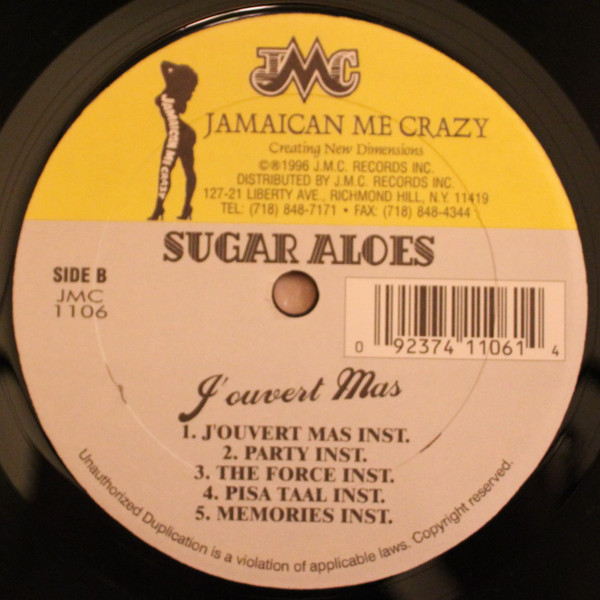 JMC
JAMAICAN ME CRAZY
JAMAICAN ME CRAZY
Creating New Dimensions
©℗1996 J.M.C. RECORDS INC.
DISTRIBUTED BY J.M.C. RECORDS INC.
127-21 LIBERTY AVE., RICHMOND HILL, N.Y. 11419
TEL: (718) 848-7171 • FAX: (718) 848-4344
SUGAR ALOES
SIDE B
JMC
1106
0 92374 11061 4
J'ouvert Mas
1. J'OUVERT MAS INST.
2. PARTY INST.
3. THE FORCE INST.
4. PISA TAAL INST.
5. MEMORIES INST.
Unauthorized Duplication is a violation of applicable laws. Copyright reserved.